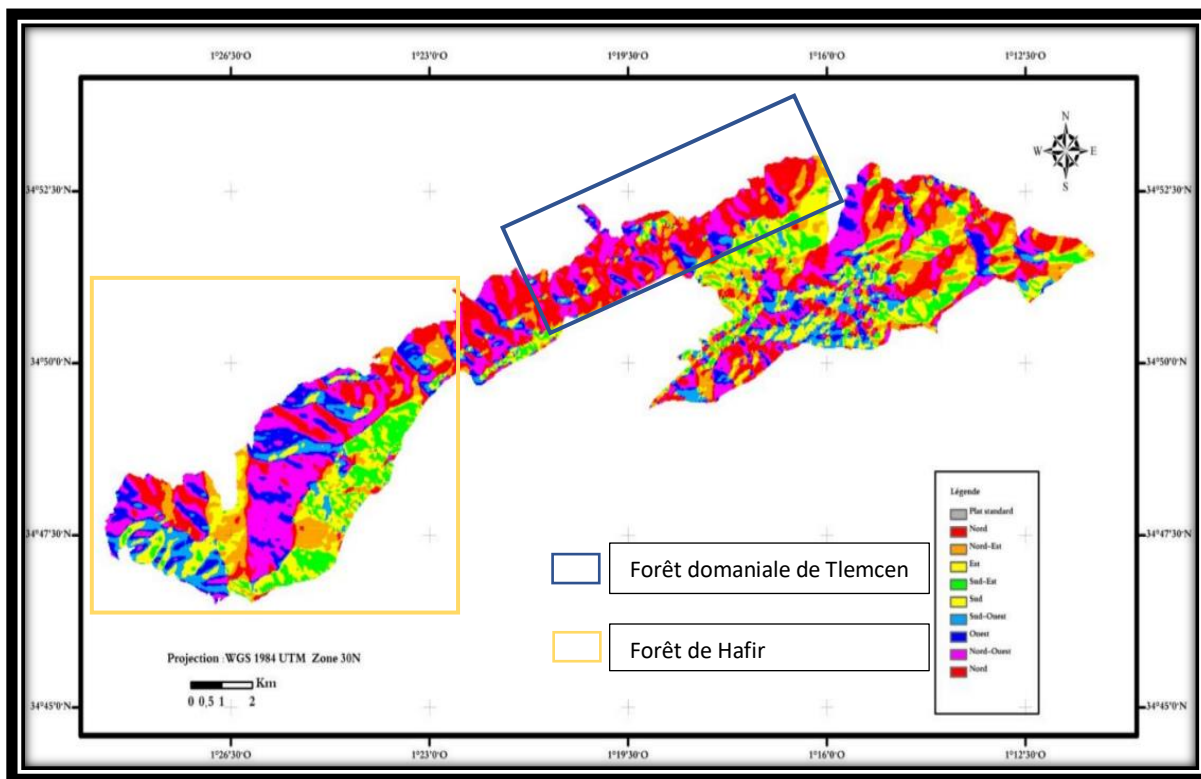 1°26'30"O
1°23'0"O
1°19'30"O
1°16'0"O
1°12'30"O
N
W
E
S
34°52'30"N
34°52'30"N
34°50'0"N
34°50'0"N
Légende
Plat standard
Nord
Nord-Est
Est
Sud-Est
Sud
Sud-Ouest
Ouest
Nord-Ouest
Nord
34°47'30"N
34°47'30"N
Forêt domaniale de Tlemcen
Forêt de Hafir
Projection :WGS 1984 UTM Zone 30N
Km
0 0,5 1 2
34°45'0"N
34°45'0"N
1°26'30"O
1°23'0"O
1°19'30"O
1°16'0"O
1°12'30"O